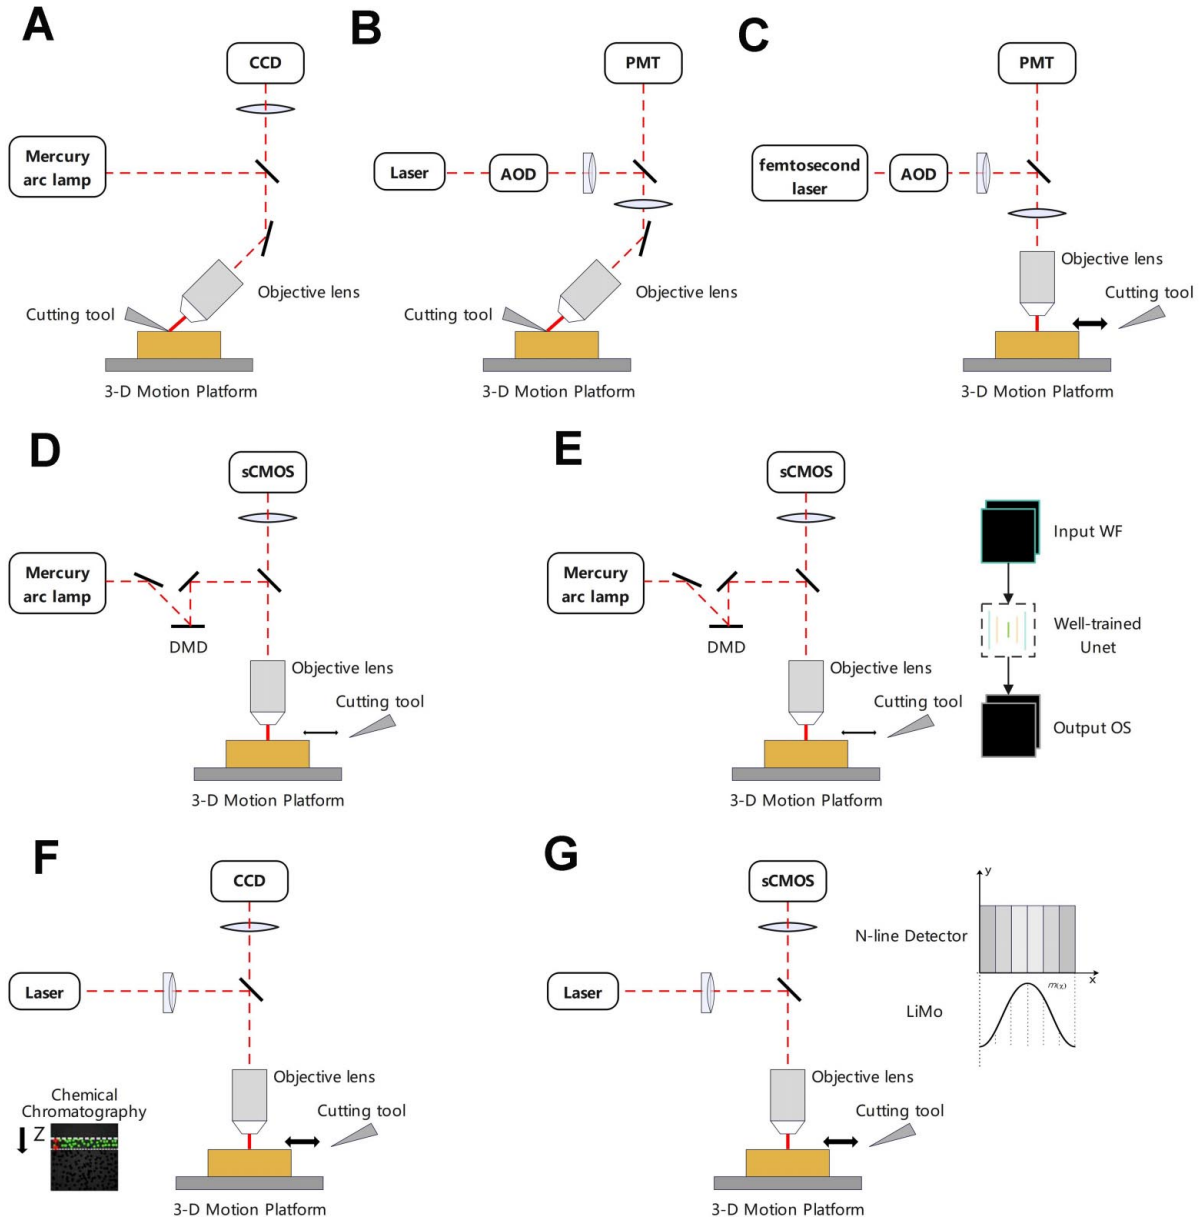 A
CCD
Mercury
arc lamp
Objective lens
Cutting tool
3-D Motion Platform
B
PMT
Laser
AOD
Objective lens
Cutting tool
3-D Motion Platform
C
PMT
femtosecond
laser
AOD
Objective lens
Cutting tool
3-D Motion Platform
D
sCMOS
Mercury
arc lamp
DMD
Objective lens
Cutting tool
3-D Motion Platform
E
sCMOS
Mercury
arc lamp
DMD
Objective lens
Cutting tool
3-D Motion Platform
Input WF
Well-trained
Unet
Output OS
F
CCD
Laser
Objective lens
Cutting tool
Chemical
Chromatography
Z
3-D Motion Platform
G
sCMOS
Laser
Objective lens
Cutting tool
3-D Motion Platform
y
N-line Detector
x
m(x)
LiMo